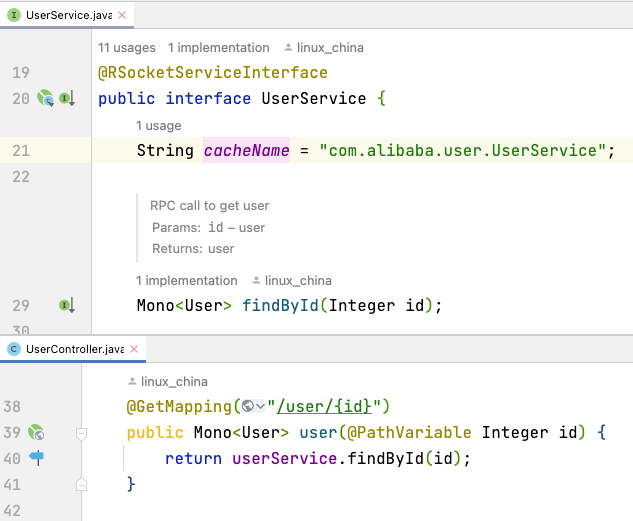 UserService.java ×
11 usages 1 implementation linux_china
19 @RSocketServiceInterface
20 public interface UserService {
1 usage
21 String cacheName = "com.alibaba.user.UserService";
22
RPC call to get user
Params: id – user
Returns: user
1 implementation linux_china
29 Mono<User> findById(Integer id);
30
UserController.java ×
linux_china
38 @GetMapping("/user/{id}")
39 public Mono<User> user(@PathVariable Integer id) {
40 return userService.findById(id);
41 }
42